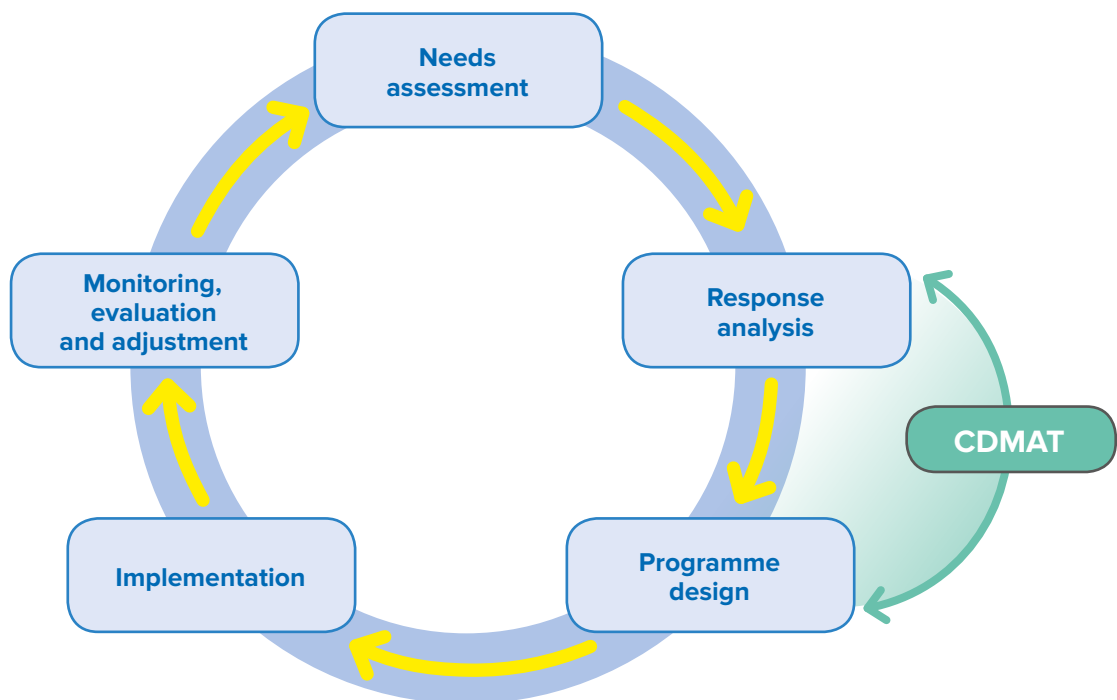 Needs
assessment
Response
analysis
CDMAT
Programme
design
Implementation
Monitoring,
evaluation
and adjustment